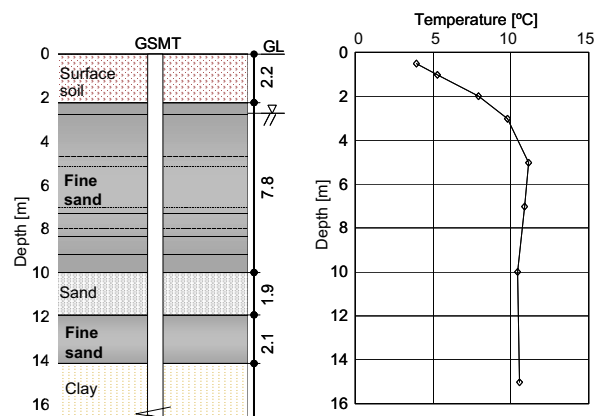 GSMT
GL
0
2
4
6
8
10
12
14
16
Depth [m]
Surface
soil
Fine
sand
Sand
Fine
sand
Clay
2.2
7.8
1.9
2.1
Temperature [ºC]
0 5 10 15
0
2
4
6
8
10
12
14
16
Depth [m]